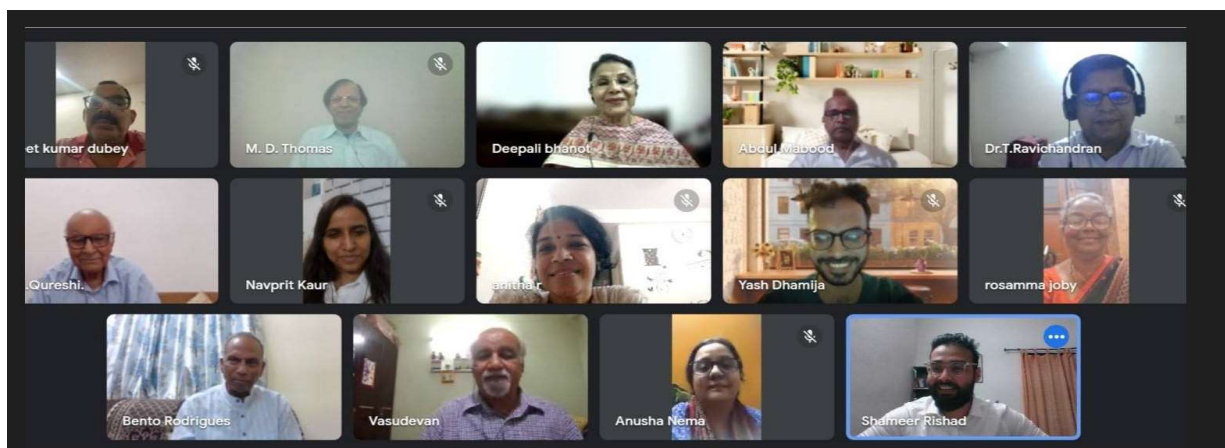 et kumar dubey
M. D. Thomas
Deepali bhanot
Abdul Mabood
Dr.T.Ravichandran
.Qureshi.
Navprit Kaur
anitha r
Yash Dhamija
rosamma joby
Bento Rodrigues
Vasudevan
Anusha Nema
Shameer Rishad